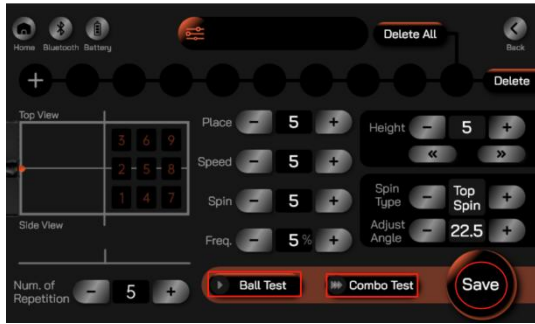 Delete All
Home Bluetooth Battery
Back
+
Delete
Top View
3 6 9
2 5 8
1 4 7
Side View
Place − 5 +
Speed − 5 +
Spin − 5 +
Freq. − 5 % +
Height − 5 +
« »
Spin
Type − Top
Spin +
Adjust
Angle − 22.5 +
Num. of
Repetition − 5 +
Ball Test
Combo Test
Save